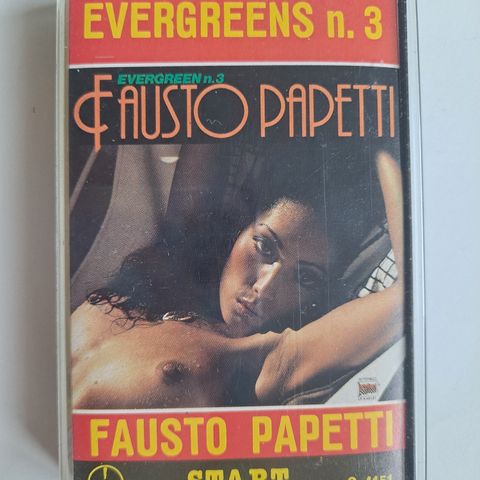 EVERGREENS n. 3
EVERGREEN n.3
FAUSTO PAPETTI
FAUSTO PAPETTI
START